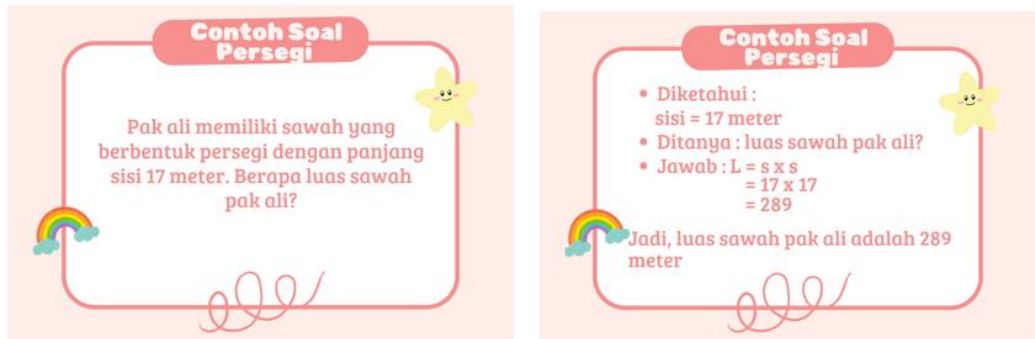 Contoh Soal
Persegi
Pak ali memiliki sawah yang
berbentuk persegi dengan panjang
sisi 17 meter. Berapa luas sawah
pak ali?
Contoh Soal
Persegi
• Diketahui :
sisi = 17 meter
• Ditanya : luas sawah pak ali?
• Jawab : L = s x s
= 17 x 17
= 289
Jadi, luas sawah pak ali adalah 289
meter